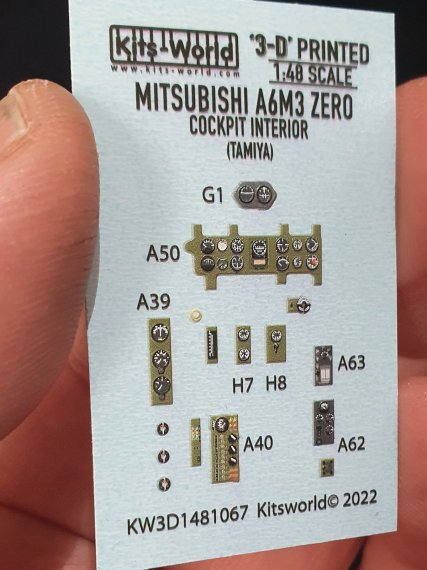 Kits-World
www.kits-world.com
"3-D" PRINTED
1:48 SCALE
MITSUBISHI A6M3 ZERO
COCKPIT INTERIOR
(TAMIYA)
G1
A50
A39
H7 H8
A63
A40
A62
KW3D1481067 Kitsworld© 2022